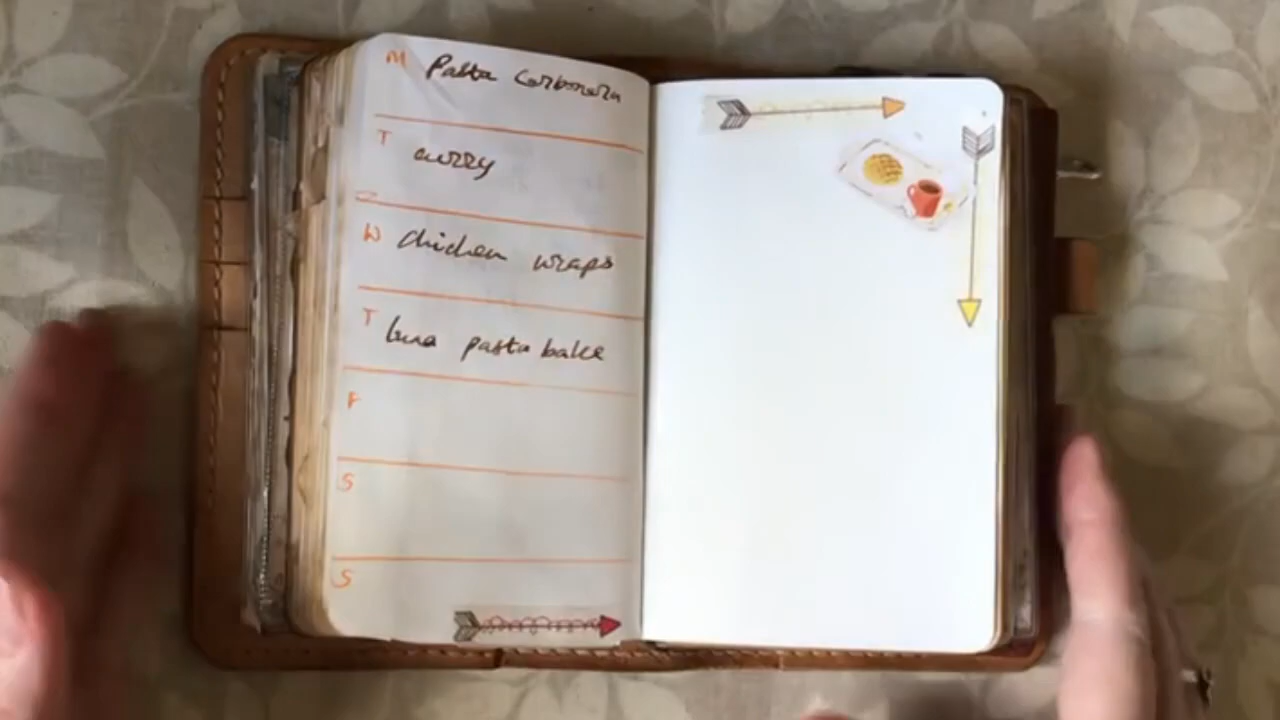 M Pasta Carbonara
T curry
W chicken wraps
T tuna pasta bake
F
S
S